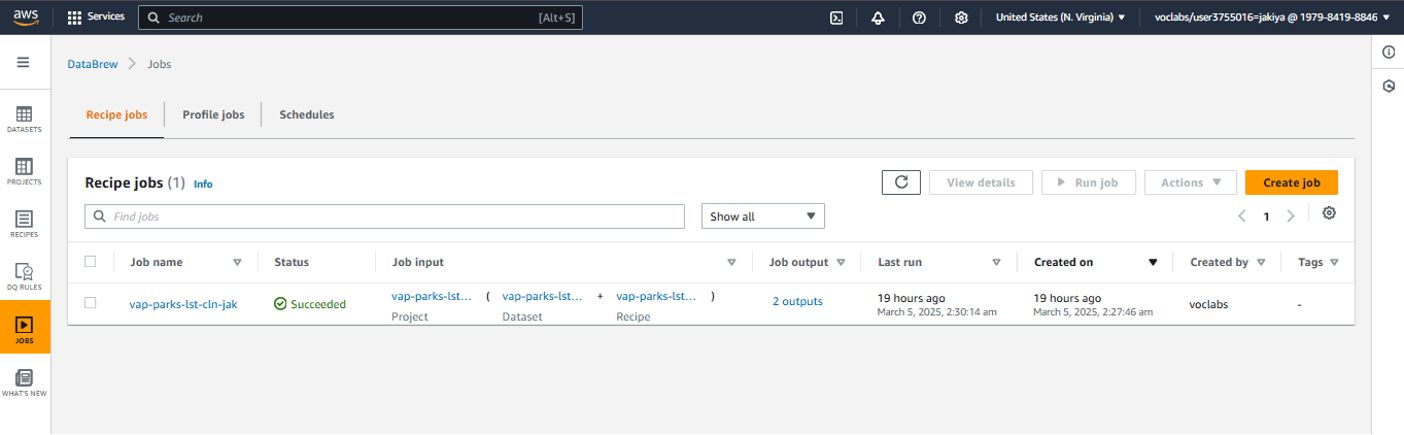 aws Services Search [Alt+S] United States (N. Virginia) voclabs/user3755016=jakiya @ 1979-8419-8846
DataBrew Jobs
DATASETS
PROJECTS
RECIPES
DQ RULES
JOBS
WHAT'S NEW
Recipe jobs Profile jobs Schedules
Recipe jobs (1) Info View details Run job Actions Create job
Find jobs Show all 1
Job name Status Job input Job output Last run Created on Created by Tags
vap-parks-lst-cln-jak Succeeded vap-parks-lst... ( vap-parks-lst... + vap-parks-lst... ) 2 outputs 19 hours ago 19 hours ago voclabs -
Project Dataset Recipe March 5, 2025, 2:30:14 am March 5, 2025, 2:27:46 am